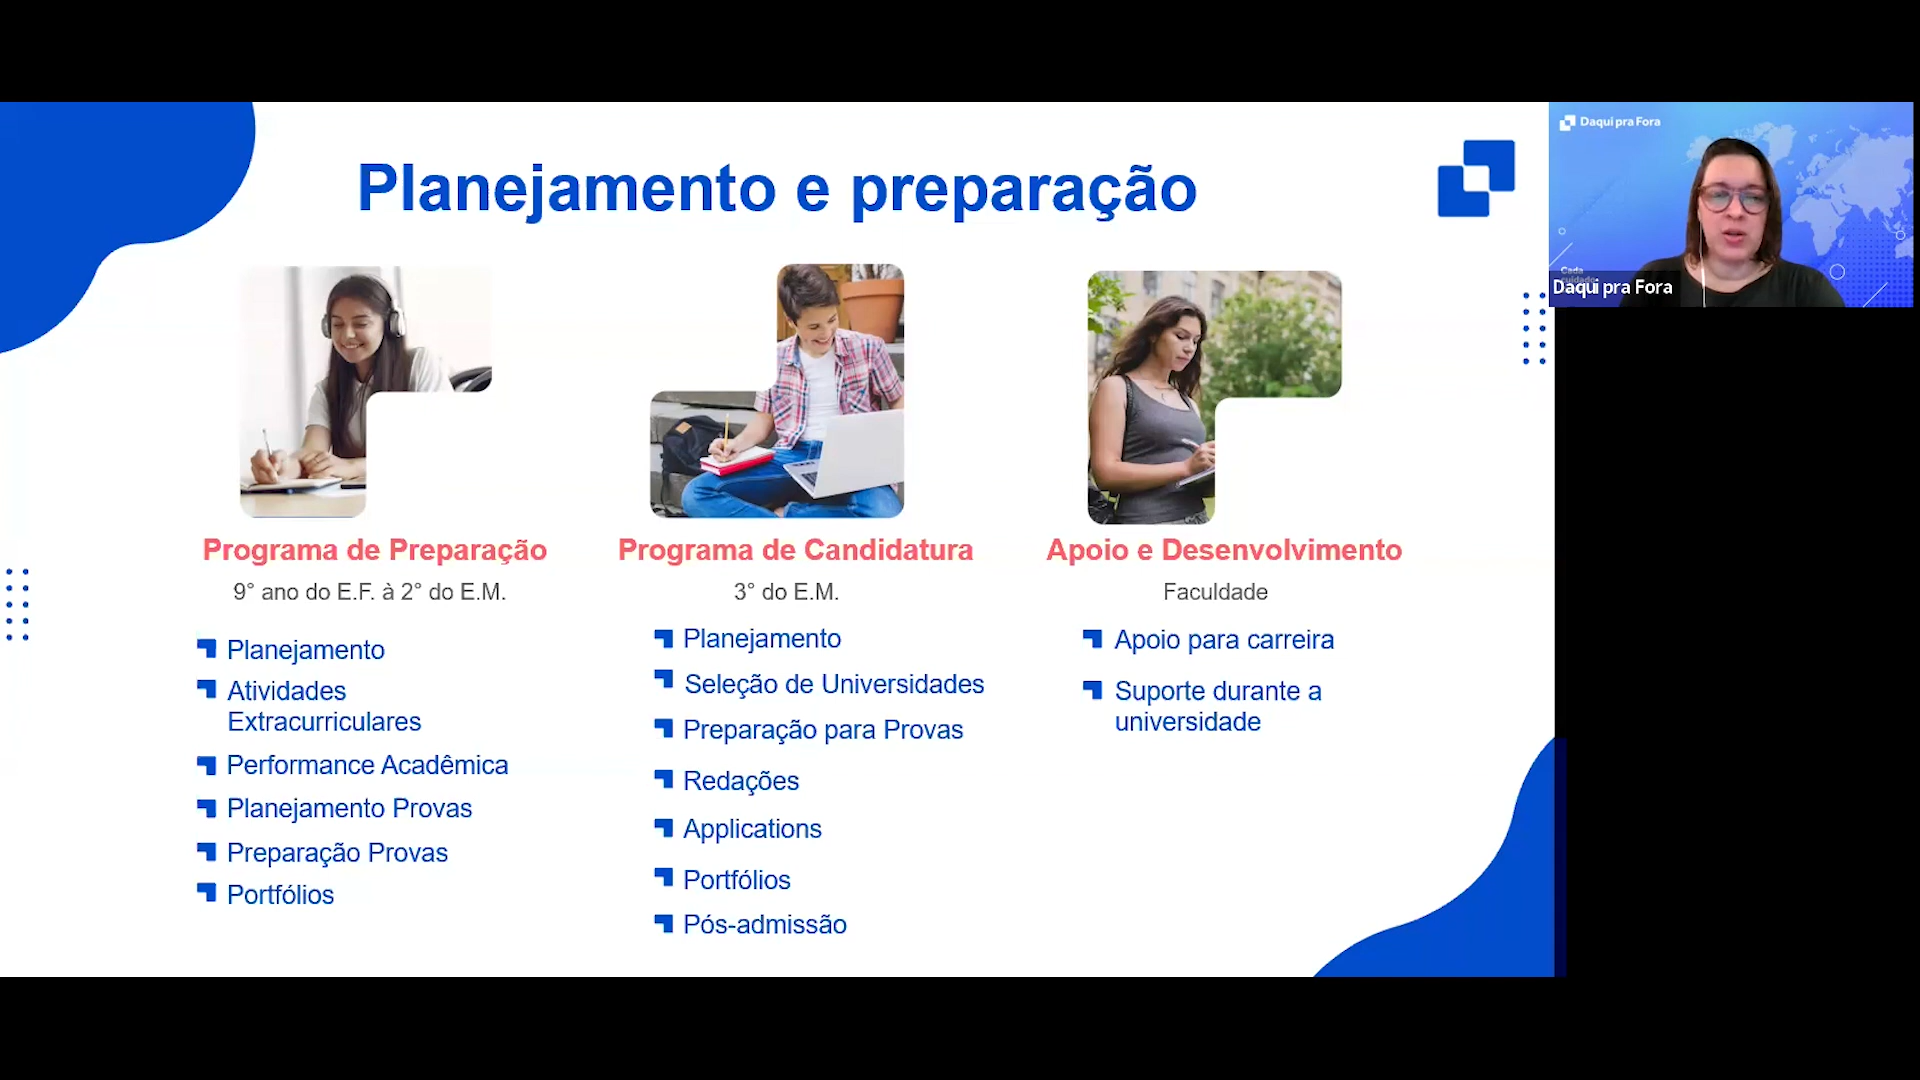 Planejamento e preparação
Programa de Preparação
9° ano do E.F. à 2° do E.M.
Planejamento
Atividades
Extracurriculares
Performance Acadêmica
Planejamento Provas
Preparação Provas
Portfólios
Programa de Candidatura
3° do E.M.
Planejamento
Seleção de Universidades
Preparação para Provas
Redações
Applications
Portfólios
Pós-admissão
Apoio e Desenvolvimento
Faculdade
Apoio para carreira
Suporte durante a
universidade
Daqui pra Fora
Cada
Daqui pra Fora